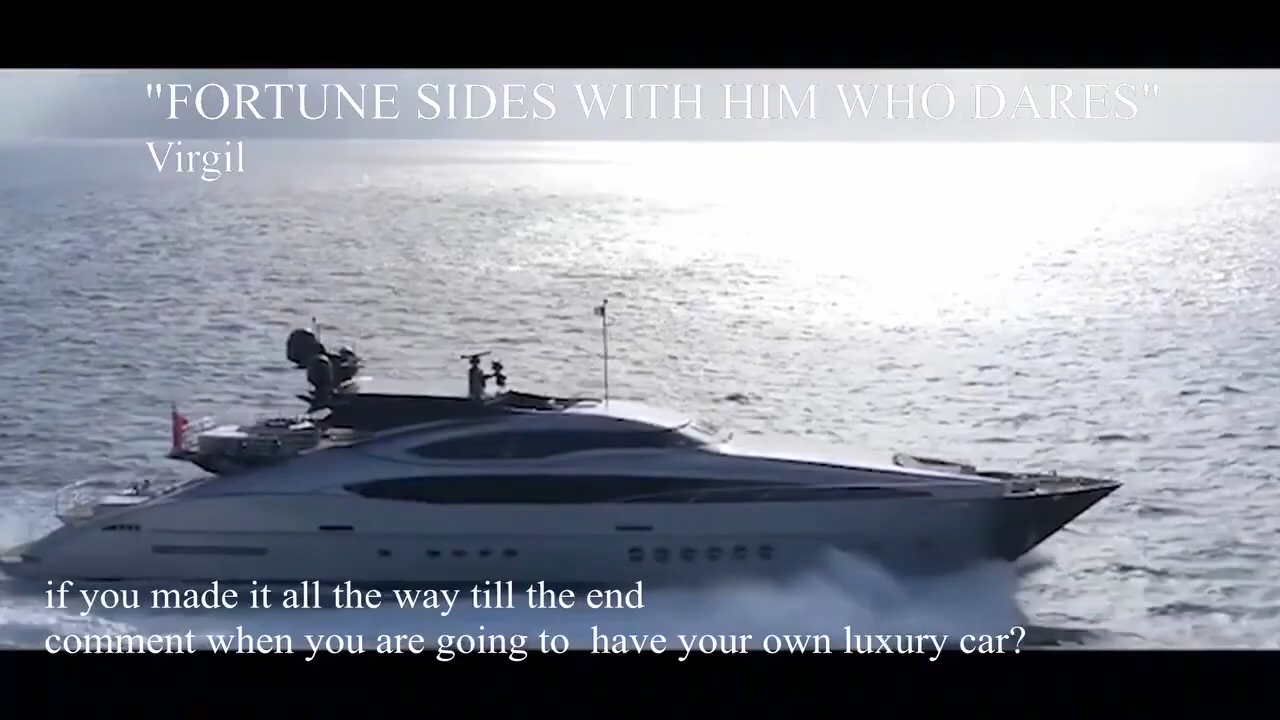 "FORTUNE SIDES WITH HIM WHO DARES"
Virgil
if you made it all the way till the end
comment when you are going to  have your own luxury car?